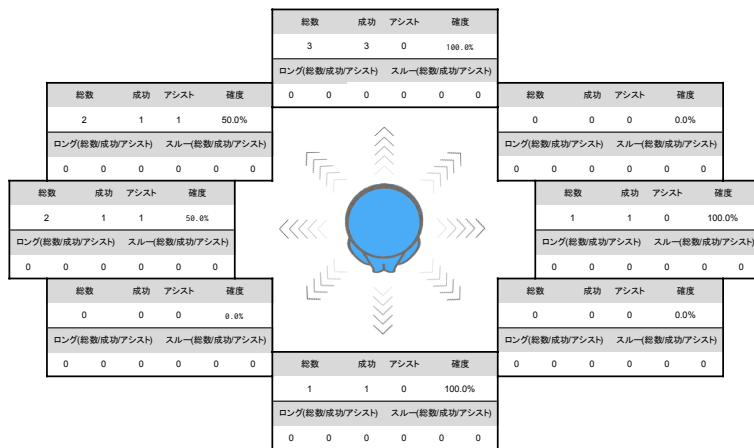 総数 成功 アシスト 確度
3 3 0 100.0%
ロング(総数/成功/アシスト) スルー(総数/成功/アシスト)
0 0 0 0 0 0
総数 成功 アシスト 確度
2 1 1 50.0%
ロング(総数/成功/アシスト) スルー(総数/成功/アシスト)
0 0 0 0 0 0
総数 成功 アシスト 確度
0 0 0 0.0%
ロング(総数/成功/アシスト) スルー(総数/成功/アシスト)
0 0 0 0 0 0
総数 成功 アシスト 確度
2 1 1 50.0%
ロング(総数/成功/アシスト) スルー(総数/成功/アシスト)
0 0 0 0 0 0
総数 成功 アシスト 確度
1 1 0 100.0%
ロング(総数/成功/アシスト) スルー(総数/成功/アシスト)
0 0 0 0 0 0
総数 成功 アシスト 確度
0 0 0 0.0%
ロング(総数/成功/アシスト) スルー(総数/成功/アシスト)
0 0 0 0 0 0
総数 成功 アシスト 確度
0 0 0 0.0%
ロング(総数/成功/アシスト) スルー(総数/成功/アシスト)
0 0 0 0 0 0
総数 成功 アシスト 確度
1 1 0 100.0%
ロング(総数/成功/アシスト) スルー(総数/成功/アシスト)
0 0 0 0 0 0